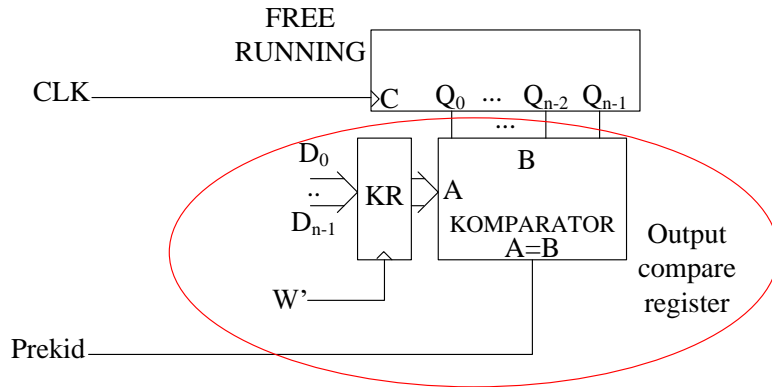 FREE
RUNNING
CLK
C Q0 ... Qn-2 Qn-1
...
D0
..
Dn-1
KR
A
B
KOMPARATOR
A=B
Output
compare
register
W'
Prekid